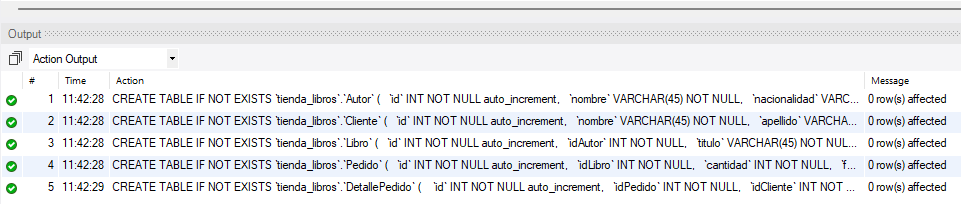 Output
Action Output
# Time Action Message
1 11:42:28 CREATE TABLE IF NOT EXISTS `tienda_libros`.`Autor` ( `id` INT NOT NULL auto_increment, `nombre` VARCHAR(45) NOT NULL, `nacionalidad` VARC... 0 row(s) affected
2 11:42:28 CREATE TABLE IF NOT EXISTS `tienda_libros`.`Cliente` ( `id` INT NOT NULL auto_increment, `nombre` VARCHAR(45) NOT NULL, `apellido` VARCHA... 0 row(s) affected
3 11:42:28 CREATE TABLE IF NOT EXISTS `tienda_libros`.`Libro` ( `id` INT NOT NULL auto_increment, `idAutor` INT NOT NULL, `titulo` VARCHAR(45) NOT NUL... 0 row(s) affected
4 11:42:28 CREATE TABLE IF NOT EXISTS `tienda_libros`.`Pedido` ( `id` INT NOT NULL auto_increment, `idLibro` INT NOT NULL, `cantidad` INT NOT NULL, `f... 0 row(s) affected
5 11:42:29 CREATE TABLE IF NOT EXISTS `tienda_libros`.`DetallePedido` ( `id` INT NOT NULL auto_increment, `idPedido` INT NOT NULL, `idCliente` INT NOT ... 0 row(s) affected